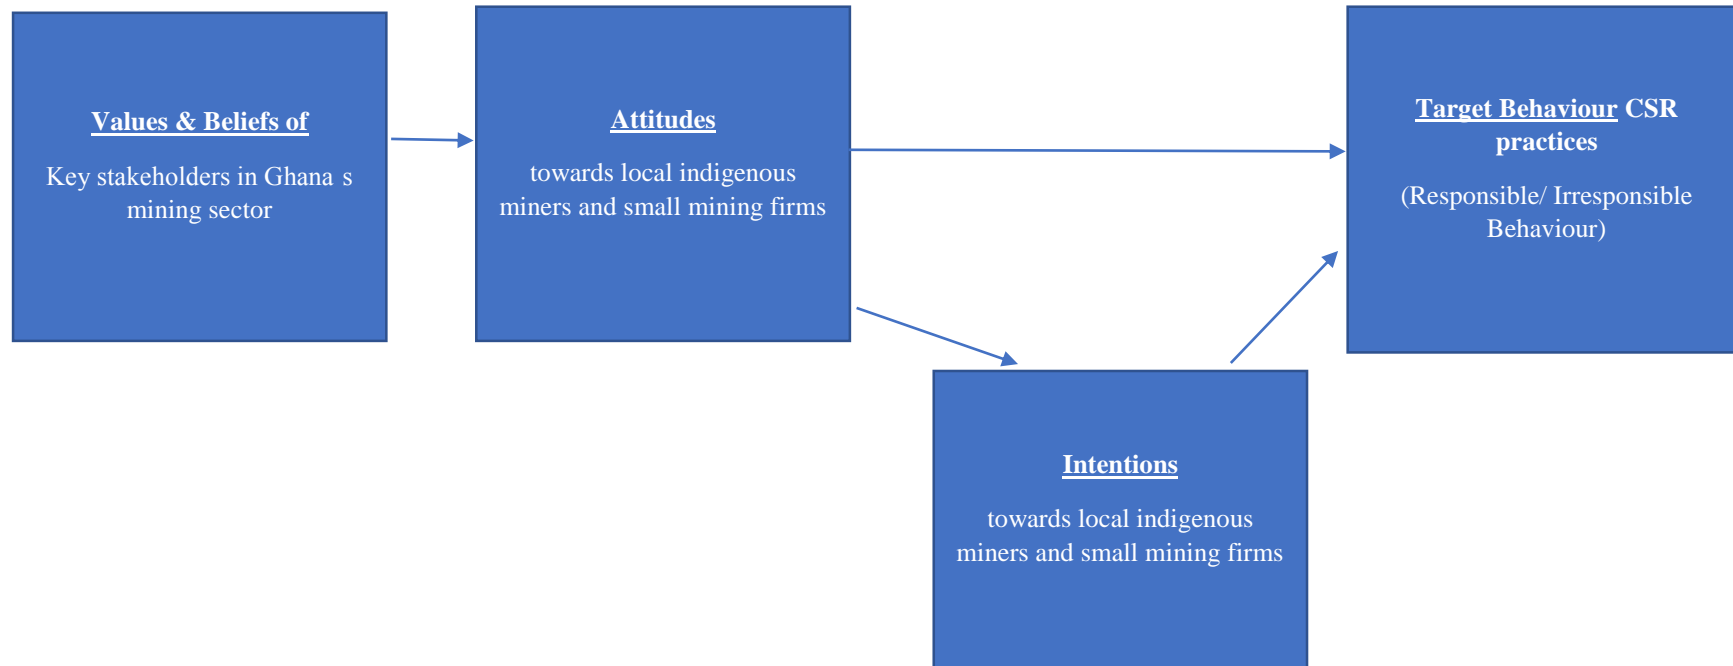 Values & Beliefs of
Key stakeholders in Ghana s
mining sector
Attitudes
towards local indigenous
miners and small mining firms
Target Behaviour CSR
practices
(Responsible/ Irresponsible
Behaviour)
Intentions
towards local indigenous
miners and small mining firms